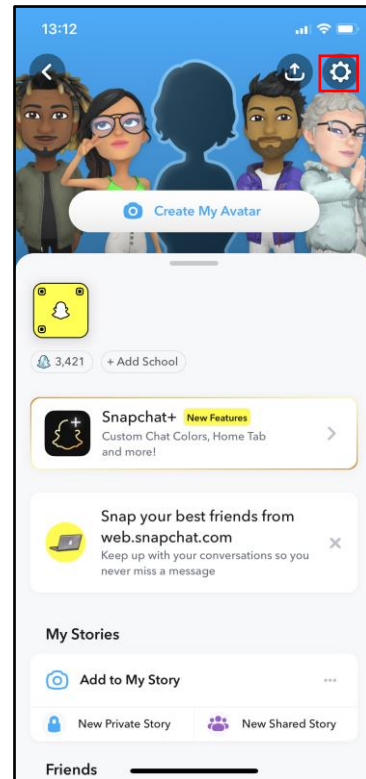 13:12
Create My Avatar
3,421
+ Add School
Snapchat+ New Features
Custom Chat Colors, Home Tab
and more!
Snap your best friends from
web.snapchat.com
Keep up with your conversations so you
never miss a message
My Stories
Add to My Story
New Private Story
New Shared Story
Friends